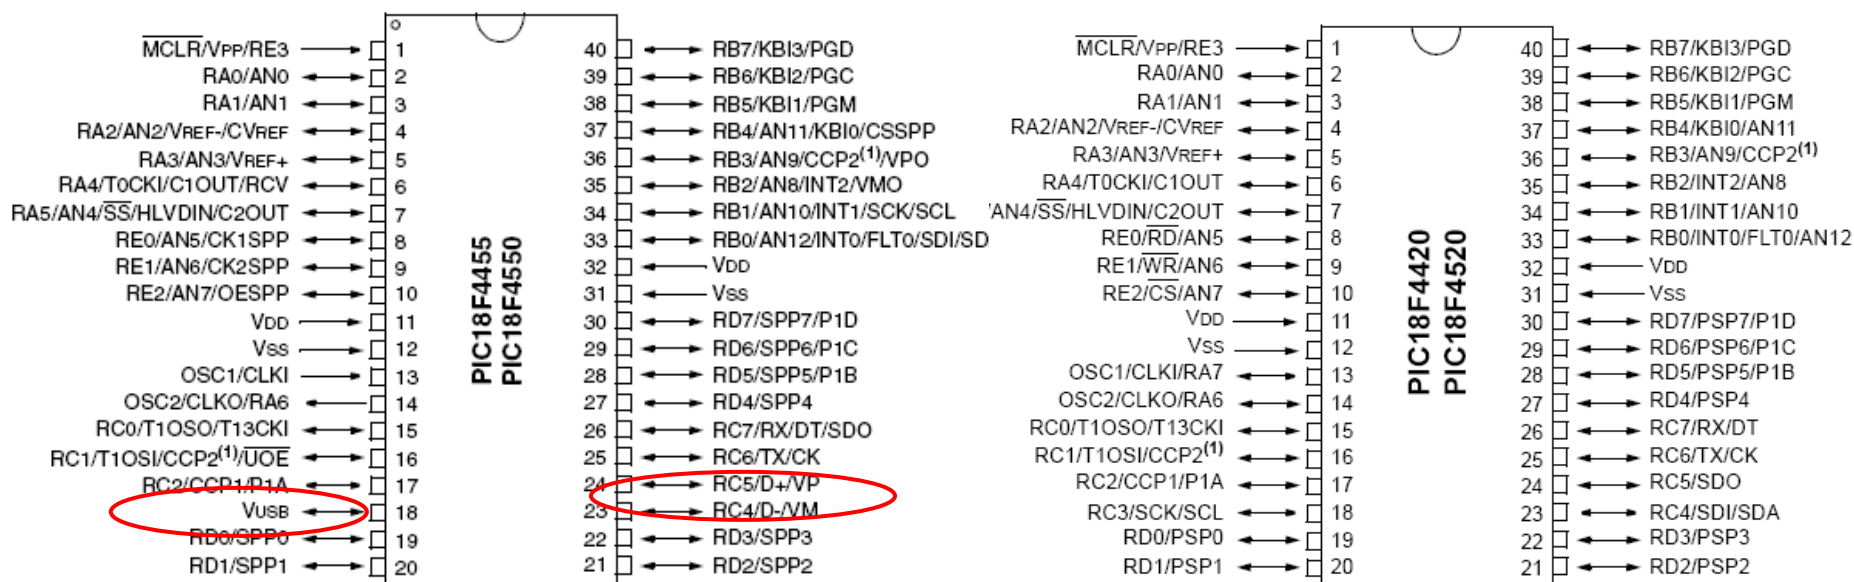 MCLR/VPP/RE3 1 40 RB7/KBI3/PGD
RA0/AN0 2 39 RB6/KBI2/PGC
RA1/AN1 3 38 RB5/KBI1/PGM
RA2/AN2/VREF-/CVREF 4 37 RB4/AN11/KBI0/CSSPP
RA3/AN3/VREF+ 5 36 RB3/AN9/CCP2(1)/VPO
RA4/T0CKI/C1OUT/RCV 6 35 RB2/AN8/INT2/VMO
RA5/AN4/SS/HLVDIN/C2OUT 7 34 RB1/AN10/INT1/SCK/SCL
RE0/AN5/CK1SPP 8 33 RB0/AN12/INT0/FLT0/SDI/SD
RE1/AN6/CK2SPP 9 32 VDD
RE2/AN7/OESPP 10 31 VSS
VDD 11 30 RD7/SPP7/P1D
VSS 12 29 RD6/SPP6/P1C
OSC1/CLKI 13 28 RD5/SPP5/P1B
OSC2/CLKO/RA6 14 27 RD4/SPP4
RC0/T1OSO/T13CKI 15 26 RC7/RX/DT/SDO
RC1/T1OSI/CCP2(1)/UOE 16 25 RC6/TX/CK
RC2/CCP1/P1A 17 24 RC5/D+/VP
VUSB 18 23 RC4/D-/VM
RD0/SPP0 19 22 RD3/SPP3
RD1/SPP1 20 21 RD2/SPP2
PIC18F4455
PIC18F4550
MCLR/VPP/RE3 1 40 RB7/KBI3/PGD
RA0/AN0 2 39 RB6/KBI2/PGC
RA1/AN1 3 38 RB5/KBI1/PGM
RA2/AN2/VREF-/CVREF 4 37 RB4/KBI0/AN11
RA3/AN3/VREF+ 5 36 RB3/AN9/CCP2(1)
RA4/T0CKI/C1OUT 6 35 RB2/INT2/AN8
/AN4/SS/HLVDIN/C2OUT 7 34 RB1/INT1/AN10
RE0/RD/AN5 8 33 RB0/INT0/FLT0/AN12
RE1/WR/AN6 9 32 VDD
RE2/CS/AN7 10 31 VSS
VDD 11 30 RD7/PSP7/P1D
VSS 12 29 RD6/PSP6/P1C
OSC1/CLKI/RA7 13 28 RD5/PSP5/P1B
OSC2/CLKO/RA6 14 27 RD4/PSP4
RC0/T1OSO/T13CKI 15 26 RC7/RX/DT
RC1/T1OSI/CCP2(1) 16 25 RC6/TX/CK
RC2/CCP1/P1A 17 24 RC5/SDO
RC3/SCK/SCL 18 23 RC4/SDI/SDA
RD0/PSP0 19 22 RD3/PSP3
RD1/PSP1 20 21 RD2/PSP2
PIC18F4420
PIC18F4520